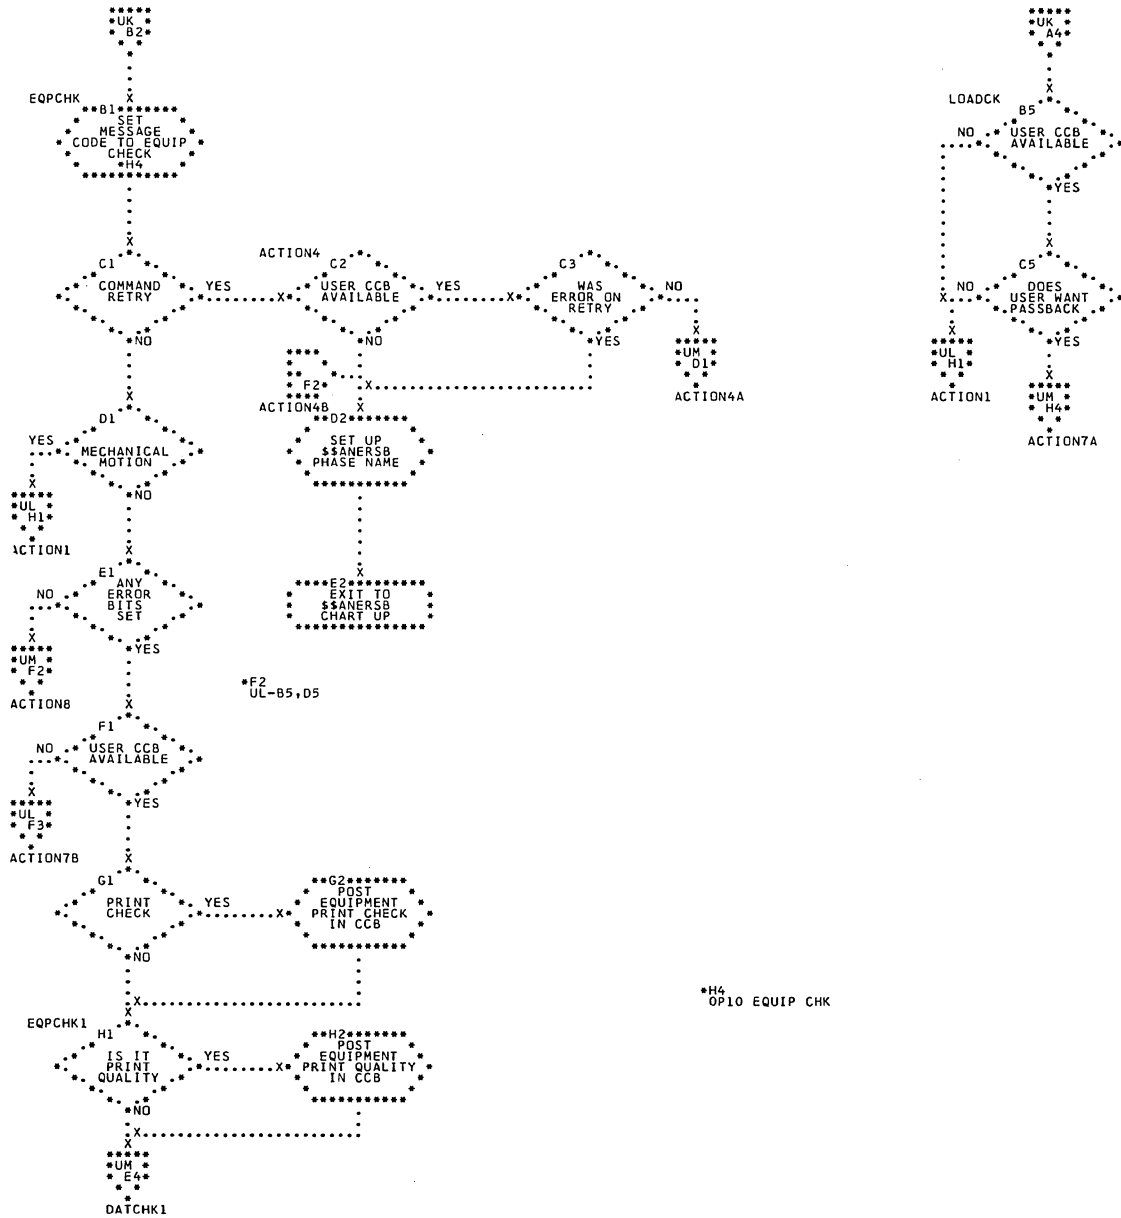 UK
B2
UK
A4
EQPCHK
B1
SET
MESSAGE
CODE TO EQUIP
CHECK
*H4
LOADCK
B5
USER CCB
AVAILABLE
NO
YES
C1
COMMAND
RETRY
YES
NO
ACTION4
C2
USER CCB
AVAILABLE
YES
NO
C3
WAS
ERROR ON
RETRY
NO
YES
C5
DOES
USER WANT
PASSBACK
NO
YES
F2
ACTION4B
UM
D1
ACTION4A
UL
H1
ACTION1
UM
H4
ACTION7A
D1
MECHANICAL
MOTION
YES
NO
D2
SET UP
$$ANERSB
PHASE NAME
UL
H1
ACTION1
E1
ANY
ERROR
BITS
SET
NO
YES
E2
EXIT TO
$$ANERSB
CHART UP
UM
F2
ACTION8
*F2
UL-B5,D5
F1
USER CCB
AVAILABLE
NO
YES
UL
F3
ACTION7B
G1
PRINT
CHECK
YES
NO
G2
POST
EQUIPMENT
PRINT CHECK
IN CCB
*H4
OP10 EQUIP CHK
EQPCHK1
H1
IS IT
PRINT
QUALITY
YES
NO
H2
POST
EQUIPMENT
PRINT QUALITY
IN CCB
UM
E4
DATCHK1